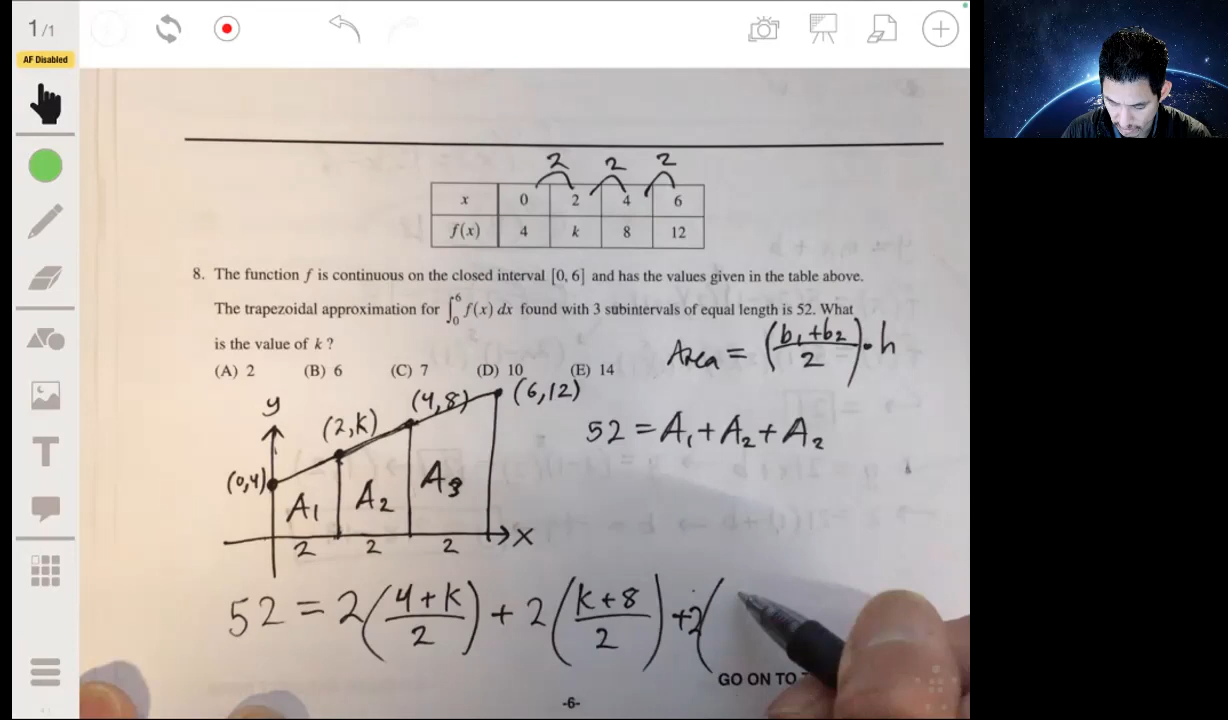 1/1
AF Disabled
2 2 2
x 0 2 4 6
f(x) 4 k 8 12
8. The function f is continuous on the closed interval [0, 6] and has the values given in the table above.
The trapezoidal approximation for ∫₀⁶ f(x) dx found with 3 subintervals of equal length is 52. What
is the value of k ?
Area = (b₁+b₂/2)·h
(A) 2 (B) 6 (C) 7 (D) 10 (E) 14
y (2,k) (4,8) (6,12)
52 = A₁+A₂+A₂
(0,4) A₁ A₂ A₃
2 2 2 x
52 = 2(4+k/2) + 2(k+8/2) +2(
GO ON TO
-6-
T